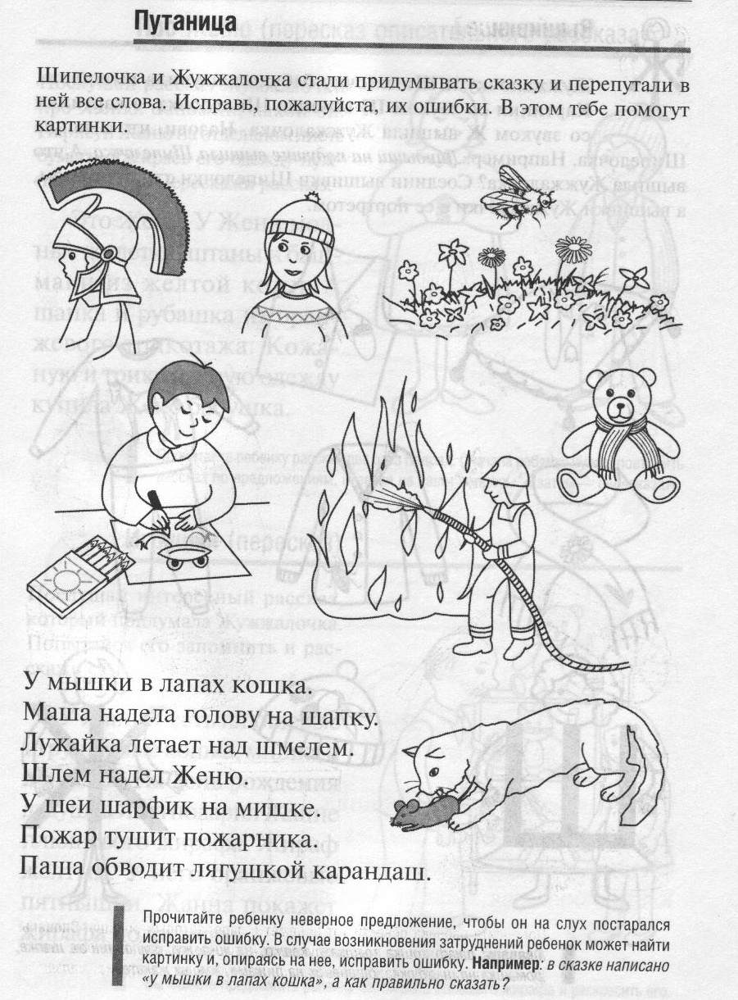 Путаница
Шипелочка и Жужжалочка стали придумывать сказку и перепутали в
ней все слова. Исправь, пожалуйста, их ошибки. В этом тебе помогут
картинки.
У мышки в лапах кошка.
Маша надела голову на шапку.
Лужайка летает над шмелем.
Шлем надел Женю.
У шеи шарфик на мишке.
Пожар тушит пожарника.
Паша обводит лягушкой карандаш.
Прочитайте ребенку неверное предложение, чтобы он на слух постарался
исправить ошибку. В случае возникновения затруднений ребенок может найти
картинку и, опираясь на нее, исправить ошибку. Например: в сказке написано
«у мышки в лапах кошка», а как правильно сказать?